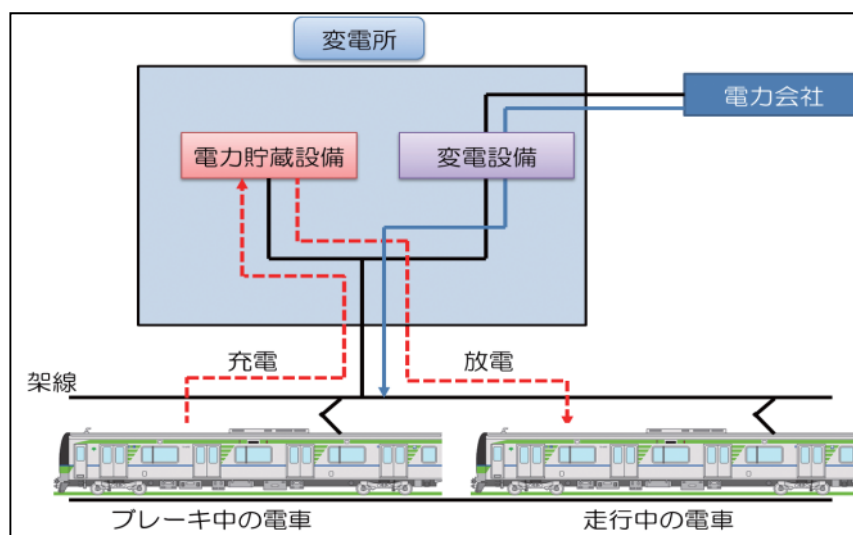 変電所
電力会社
電力貯蔵設備
変電設備
充電
放電
架線
ブレーキ中の電車
走行中の電車